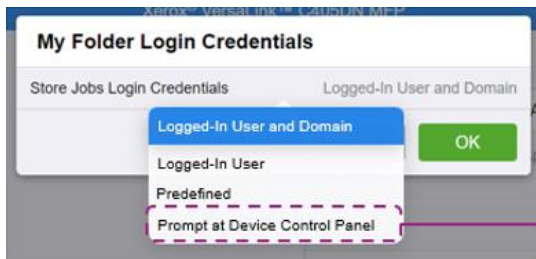 Xerox® VersaLink™ C405DN MFP
My Folder Login Credentials
Store Jobs Login Credentials Logged-In User and Domain
Logged-In User and Domain
OK
Logged-In User
Predefined
Prompt at Device Control Panel